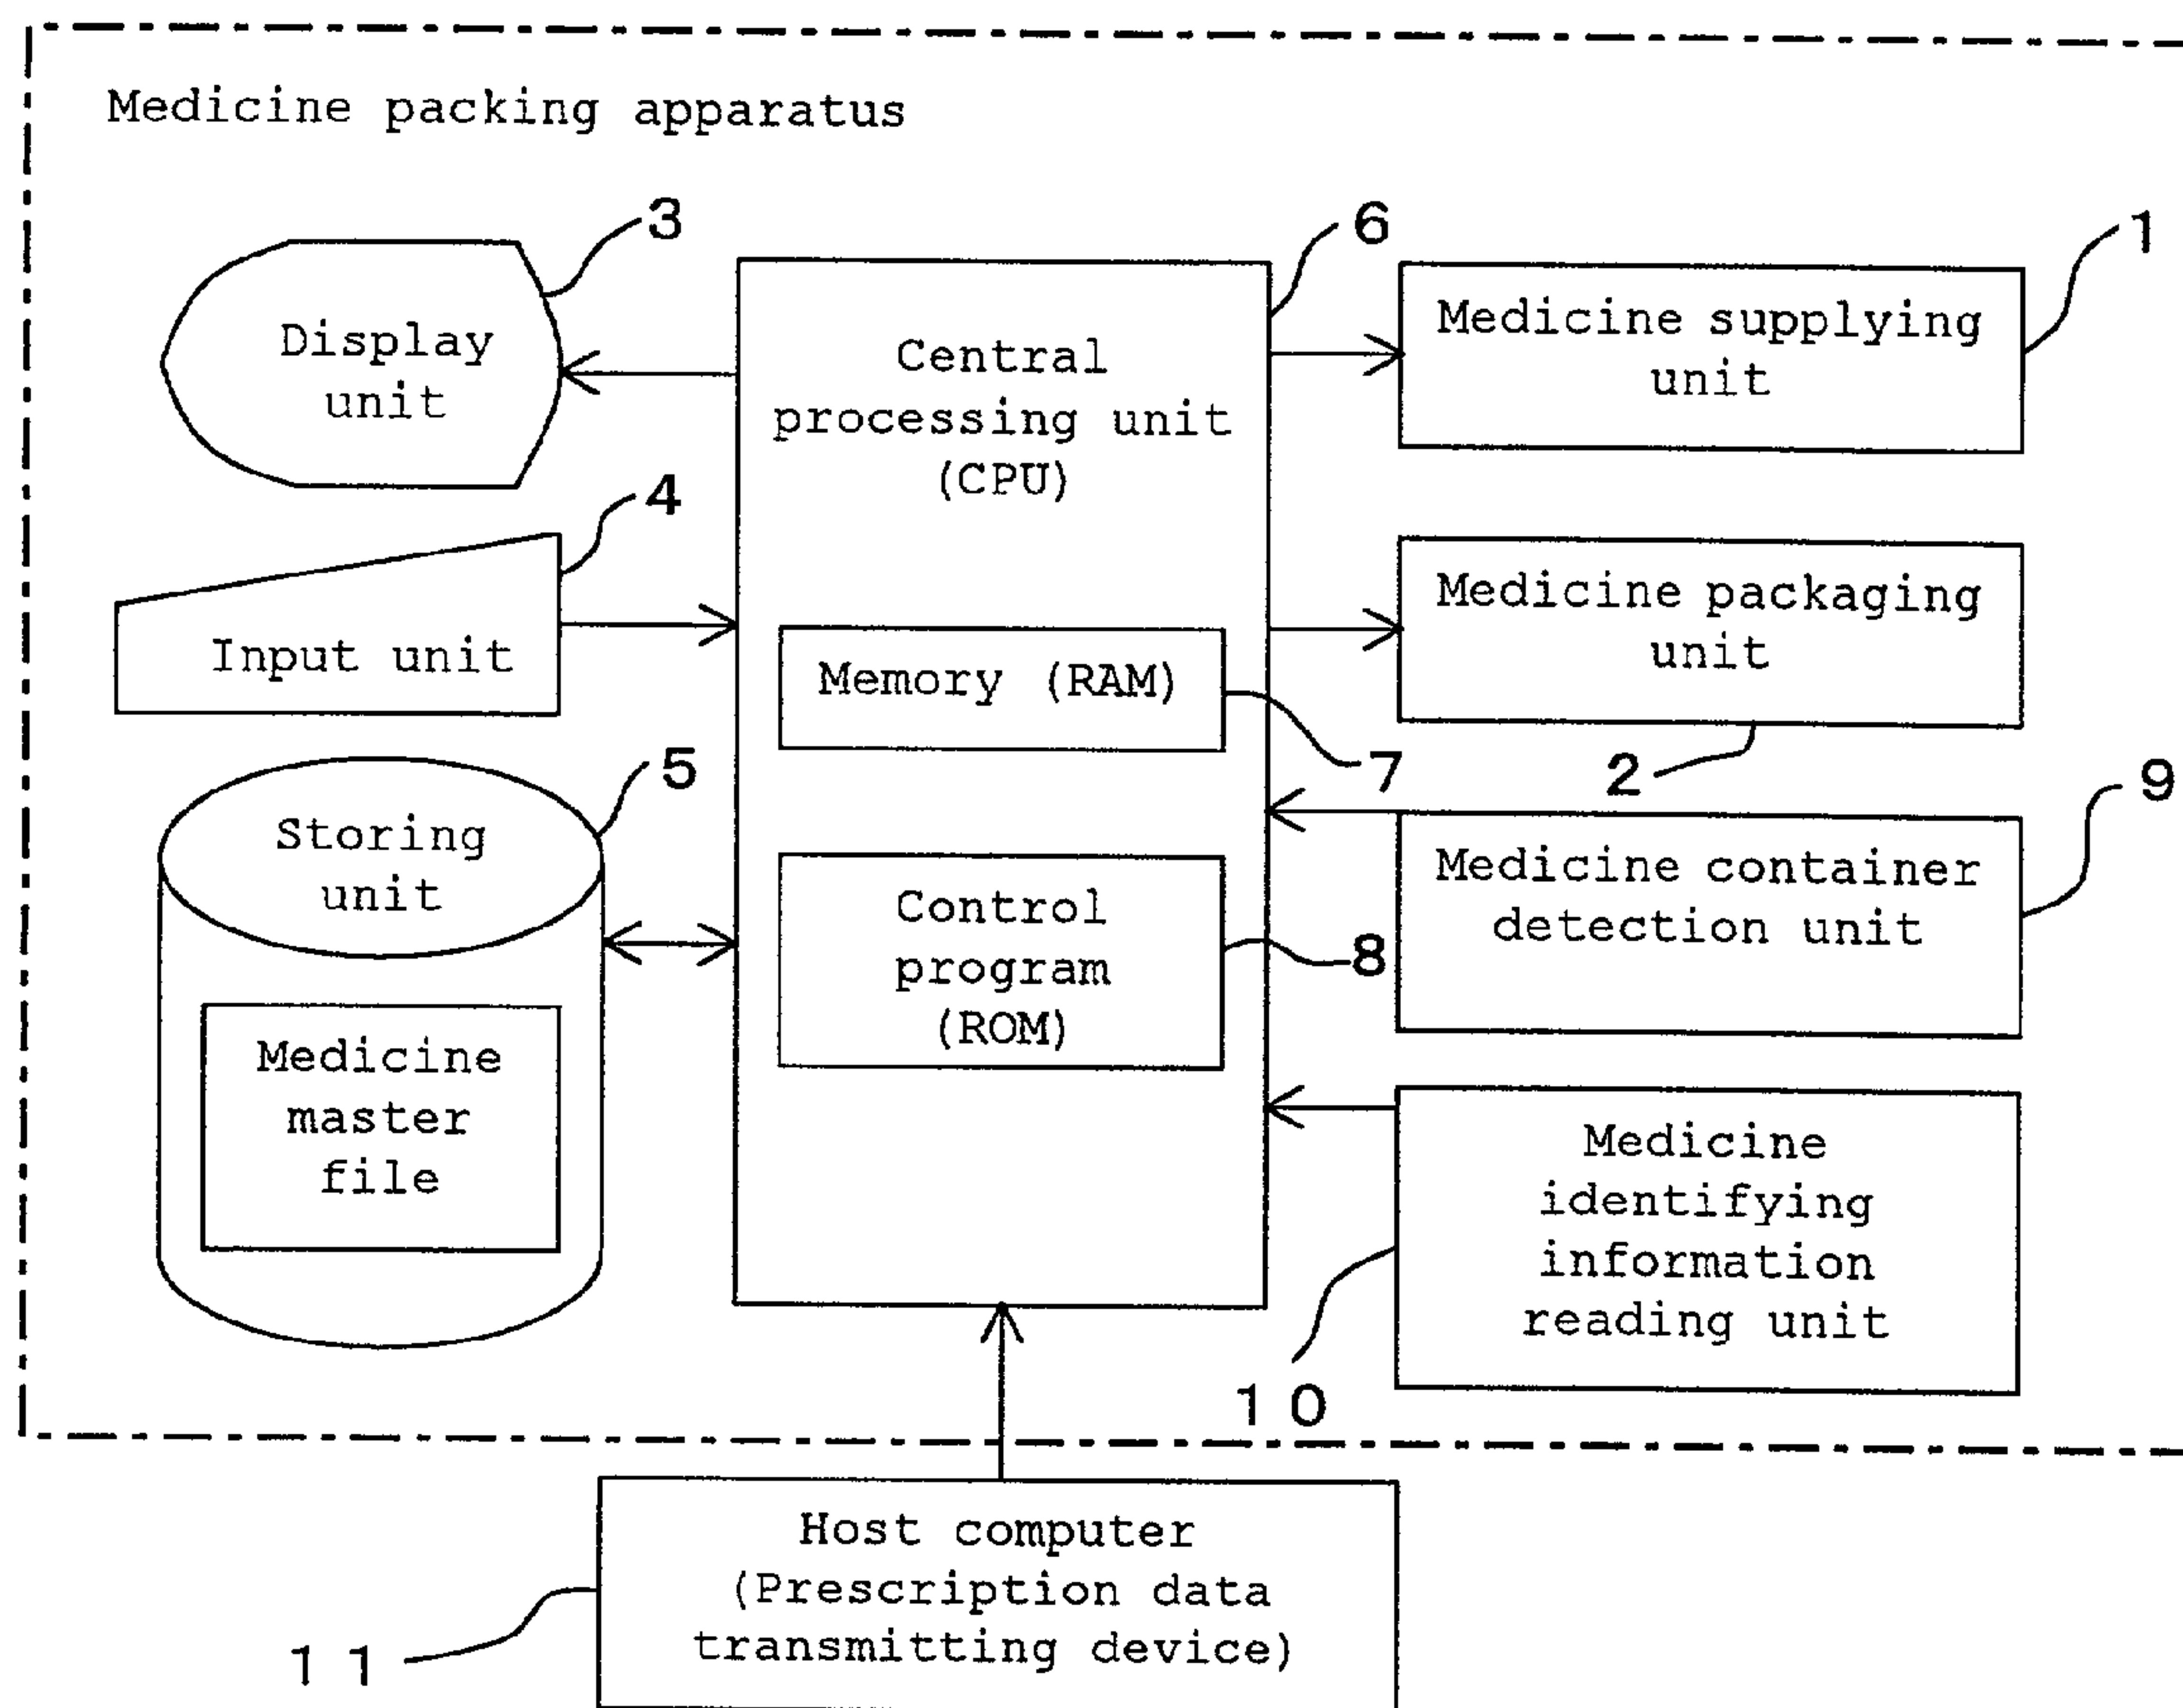 Medicine packing apparatus
3
Display
unit
4
Input unit
5
Storing
unit
Medicine
master
file
6
Central
processing unit
(CPU)
Memory (RAM)
7
Control
program
(ROM)
8
1
Medicine supplying
unit
Medicine packaging
unit
2
9
Medicine container
detection unit
Medicine
identifying
information
reading unit
10
Host computer
(Prescription data
transmitting device)
11